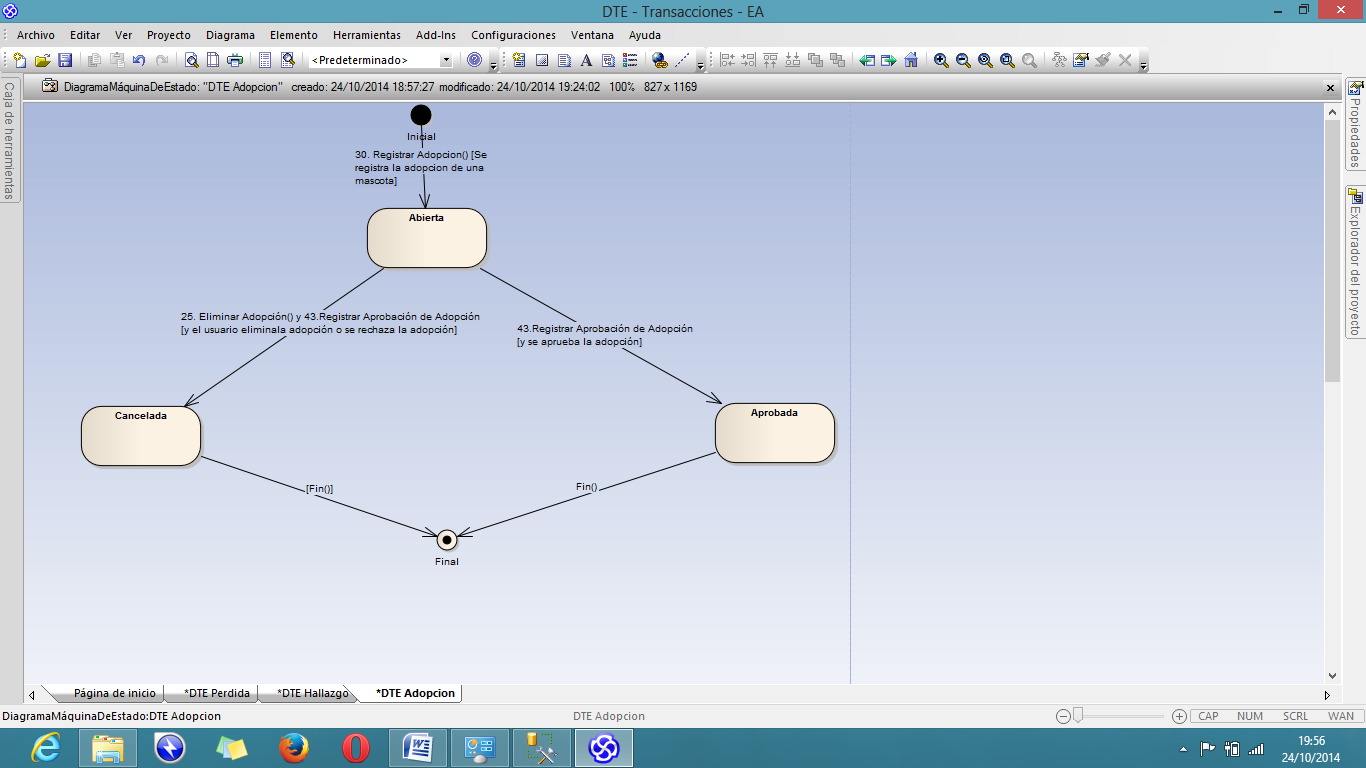 DTE - Transacciones - EA
Archivo Editar Ver Proyecto Diagrama Elemento Herramientas Add-Ins Configuraciones Ventana Ayuda
<Predeterminado>
DiagramaMáquinaDeEstado: "DTE Adopcion" creado: 24/10/2014 18:57:27 modificado: 24/10/2014 19:24:02 100% 827 x 1169
Caja de herramientas
Propiedades
Explorador del proyecto
Inicial
30. Registrar Adopcion() [Se
registra la adopcion de una
mascota]
Abierta
25. Eliminar Adopción() y 43.Registrar Aprobación de Adopción
[y el usuario eliminala adopción o se rechaza la adopción]
43.Registrar Aprobación de Adopción
[y se aprueba la adopción]
Cancelada
Aprobada
[Fin()]
Fin()
Final
Página de inicio *DTE Perdida *DTE Hallazgo *DTE Adopcion
DiagramaMáquinaDeEstado:DTE Adopcion DTE Adopcion CAP NUM SCRL WAN
19:56
24/10/2014